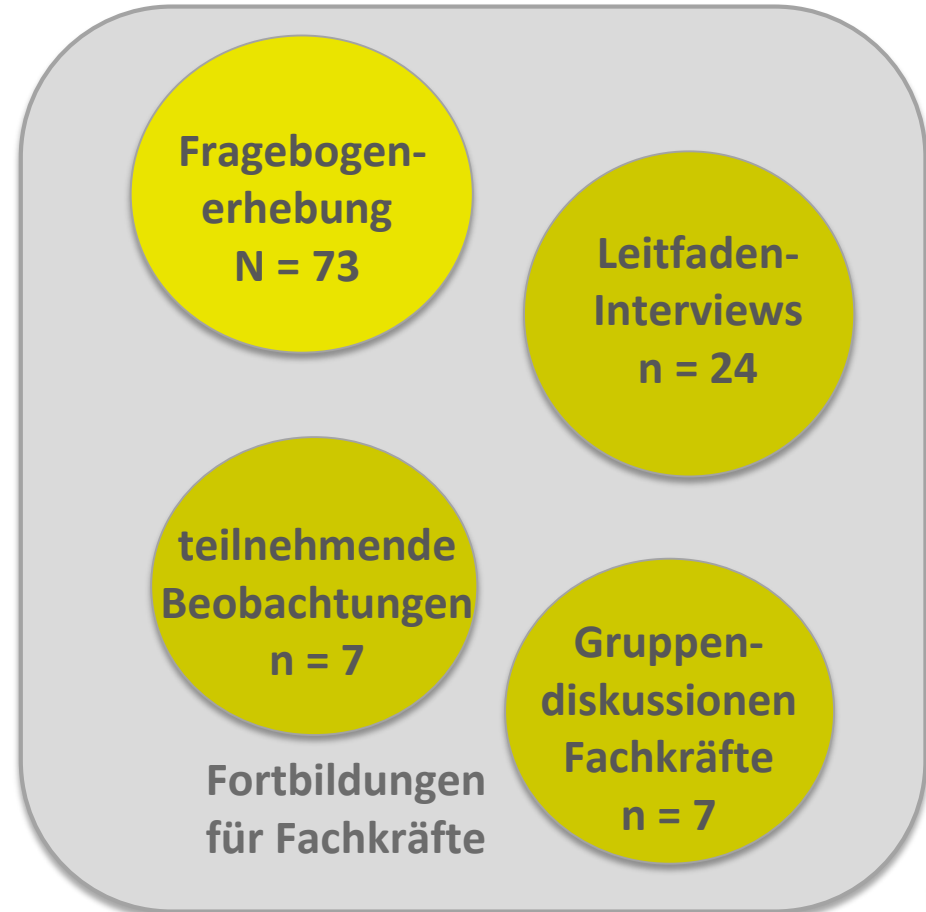 Fragebogen-
erhebung
N = 73
Leitfaden-
Interviews
n = 24
teilnehmende
Beobachtungen
n = 7
Gruppen-
diskussionen
Fachkräfte
n = 7
Fortbildungen
für Fachkräfte